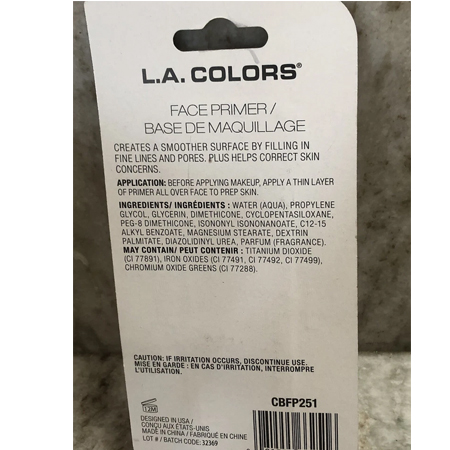 L.A. COLORS®
FACE PRIMER /
BASE DE MAQUILLAGE
CREATES A SMOOTHER SURFACE BY FILLING IN
FINE LINES AND PORES. PLUS HELPS CORRECT SKIN
CONCERNS.
APPLICATION: BEFORE APPLYING MAKEUP, APPLY A THIN LAYER
OF PRIMER ALL OVER FACE TO PREP SKIN.
INGREDIENTS/ INGRÉDIENTS : WATER (AQUA), PROPYLENE
GLYCOL, GLYCERIN, DIMETHICONE, CYCLOPENTASILOXANE,
PEG-8 DIMETHICONE, ISONONYL ISONONANOATE, C12-15
ALKYL BENZOATE, MAGNESIUM STEARATE, DEXTRIN
PALMITATE, DIAZOLIDINYL UREA, PARFUM (FRAGRANCE).
MAY CONTAIN/ PEUT CONTENIR : TITANIUM DIOXIDE
(CI 77891), IRON OXIDES (CI 77491, CI 77492, CI 77499),
CHROMIUM OXIDE GREENS (CI 77288).
CAUTION: IF IRRITATION OCCURS, DISCONTINUE USE.
MISE EN GARDE : EN CAS D'IRRITATION, INTERROMPRE
L'UTILISATION.
12M
CBFP251
DESIGNED IN USA /
CONÇU AUX ÉTATS-UNIS
MADE IN CHINA / FABRIQUÉ EN CHINE
LOT # / BATCH CODE: 32369